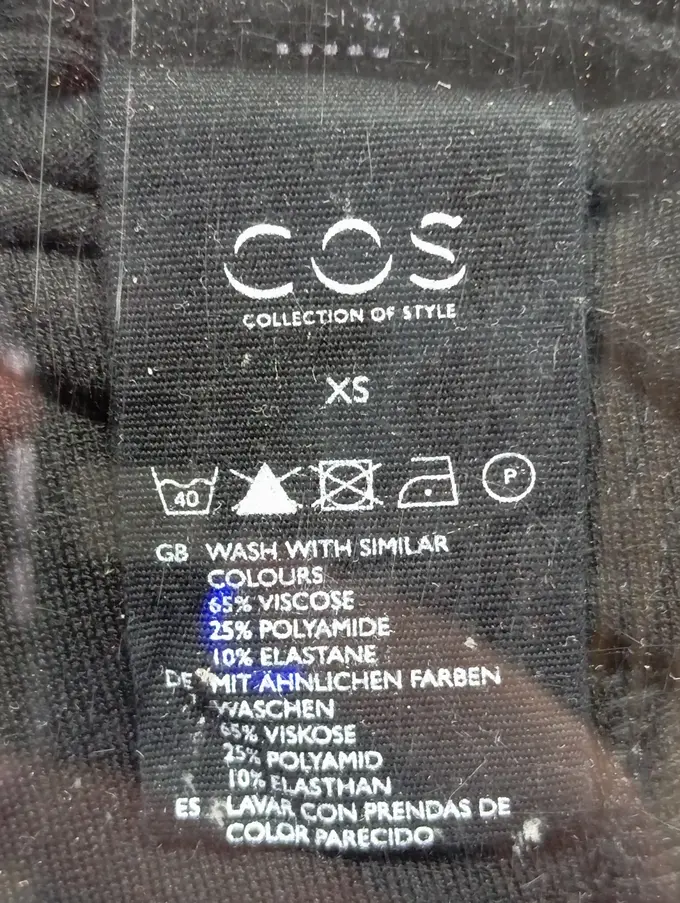 COS
COLLECTION OF STYLE
XS
40
P
GB WASH WITH SIMILAR
COLOURS
65% VISCOSE
25% POLYAMIDE
10% ELASTANE
DE MIT ÄHNLICHEN FARBEN
WASCHEN
65% VISKOSE
25% POLYAMID
10% ELASTHAN
ES LAVAR CON PRENDAS DE
COLOR PARECIDO